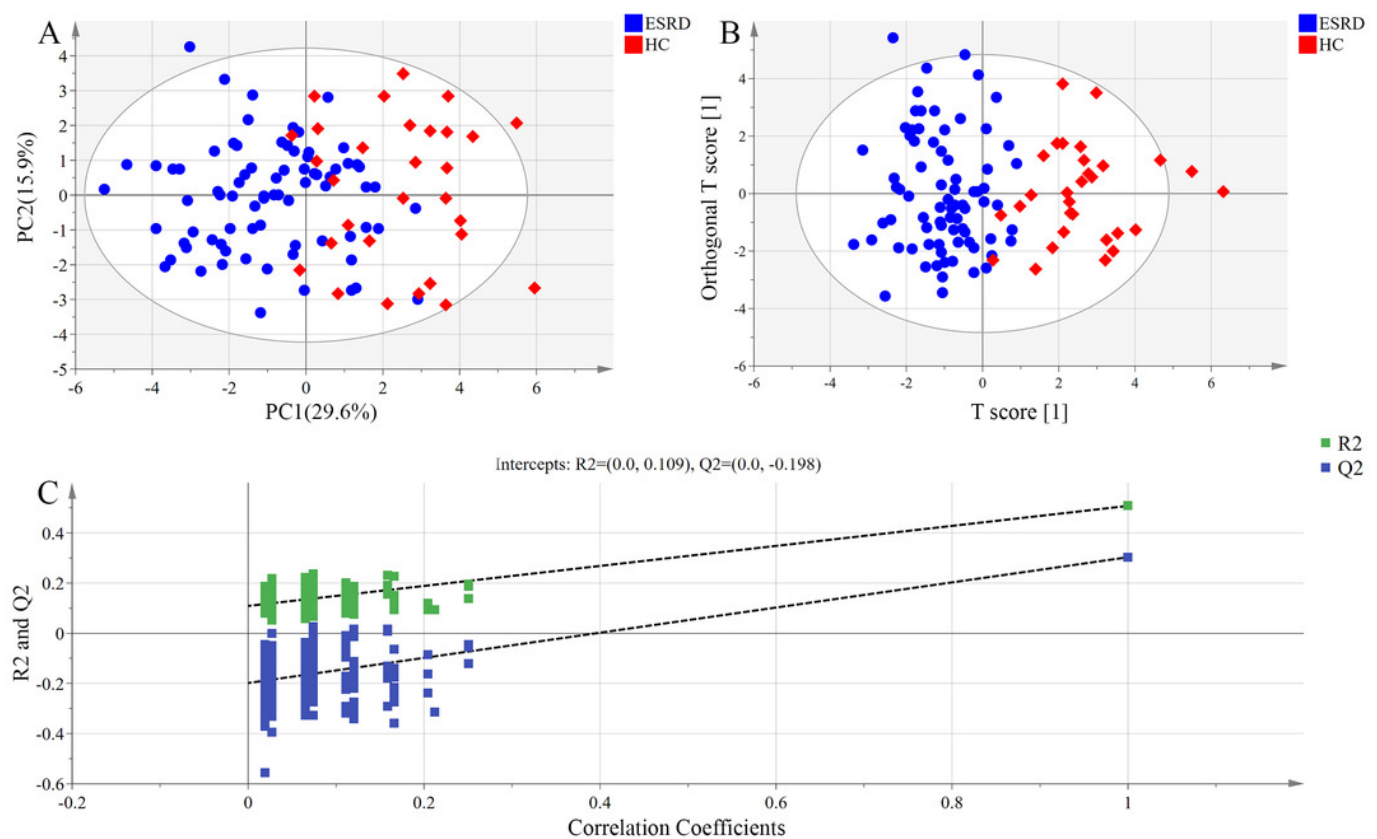 A
ESRD
HC
4
3
2
1
0
-1
-2
-3
-4
-5
PC2(15.9%)
-6
-4
-2
0
2
4
6
PC1(29.6%)
B
ESRD
HC
4
2
0
-2
-4
-6
Orthogonal T score [1]
-6
-4
-2
0
2
4
6
T score [1]
R2
Q2
Intercepts: R2=(0.0, 0.109), Q2=(0.0, -0.198)
C
0.4
0.2
0
-0.2
-0.4
-0.6
R2 and Q2
-0.2
0
0.2
0.4
0.6
0.8
1
Correlation Coefficients